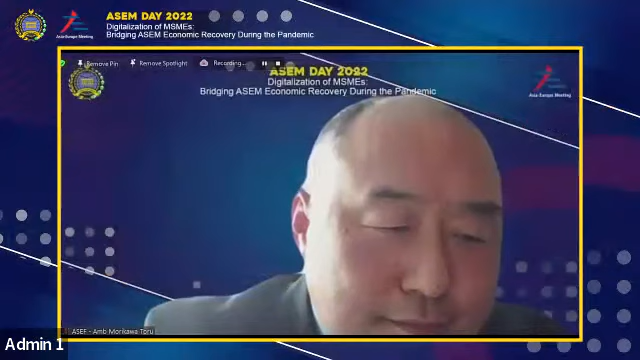 ASEM DAY 2022
Digitalization of MSMEs:
Bridging ASEM Economic Recovery During the Pandemic
Asia-Europe Meeting
Remove Pin
Remove Spotlight
Recording...
ASEM DAY 2022
Digitalization of MSMEs:
Bridging ASEM Economic Recovery During the Pandemic
Asia-Europe Meeting
ASEF - Amb Morikawa Toru
Admin 1